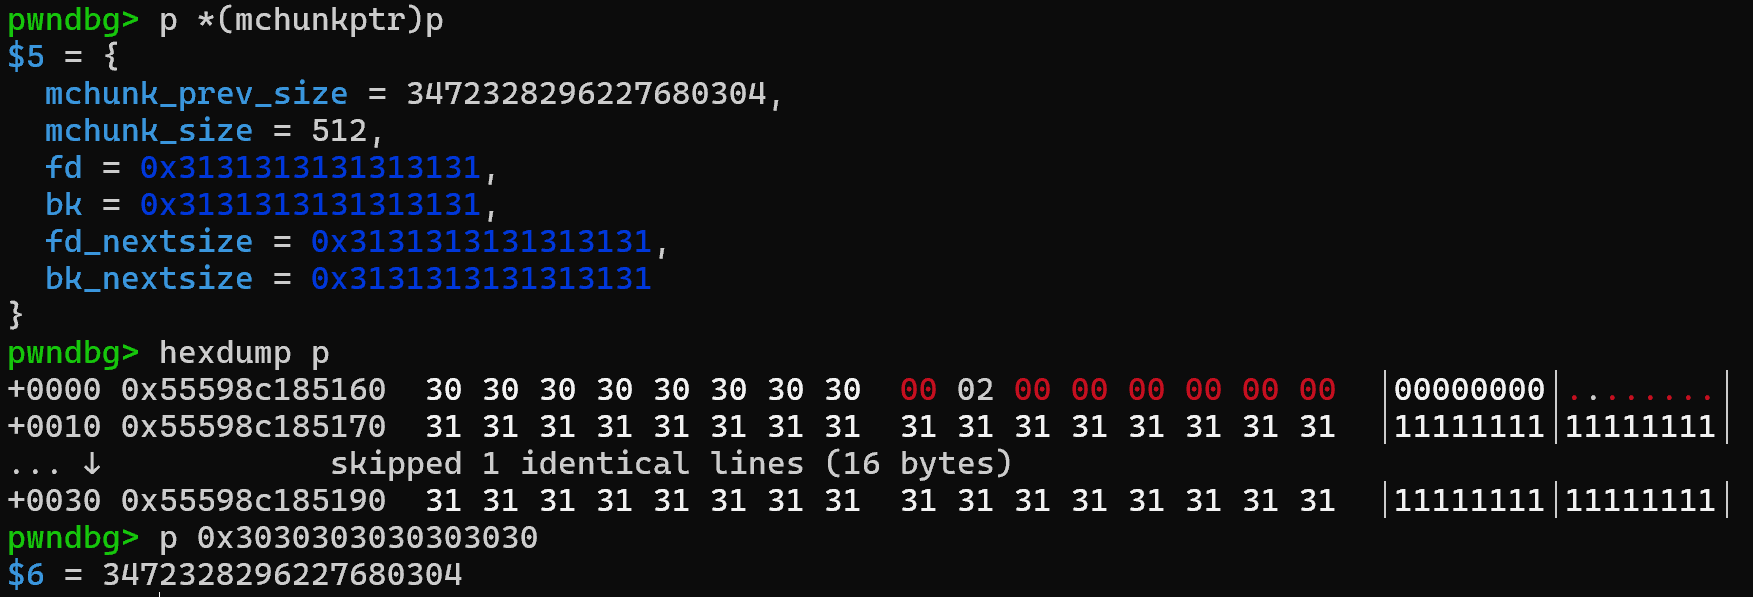 pwndbg> p *(mchunkptr)p
$5 = {
  mchunk_prev_size = 3472328296227680304,
  mchunk_size = 512,
  fd = 0x3131313131313131,
  bk = 0x3131313131313131,
  fd_nextsize = 0x3131313131313131,
  bk_nextsize = 0x3131313131313131
}
pwndbg> hexdump p
+0000 0x55598c185160  30 30 30 30 30 30 30 30  00 02 00 00 00 00 00 00  │00000000│........│
+0010 0x55598c185170  31 31 31 31 31 31 31 31  31 31 31 31 31 31 31 31  │11111111│11111111│
... ↓            skipped 1 identical lines (16 bytes)
+0030 0x55598c185190  31 31 31 31 31 31 31 31  31 31 31 31 31 31 31 31  │11111111│11111111│
pwndbg> p 0x3030303030303030
$6 = 3472328296227680304